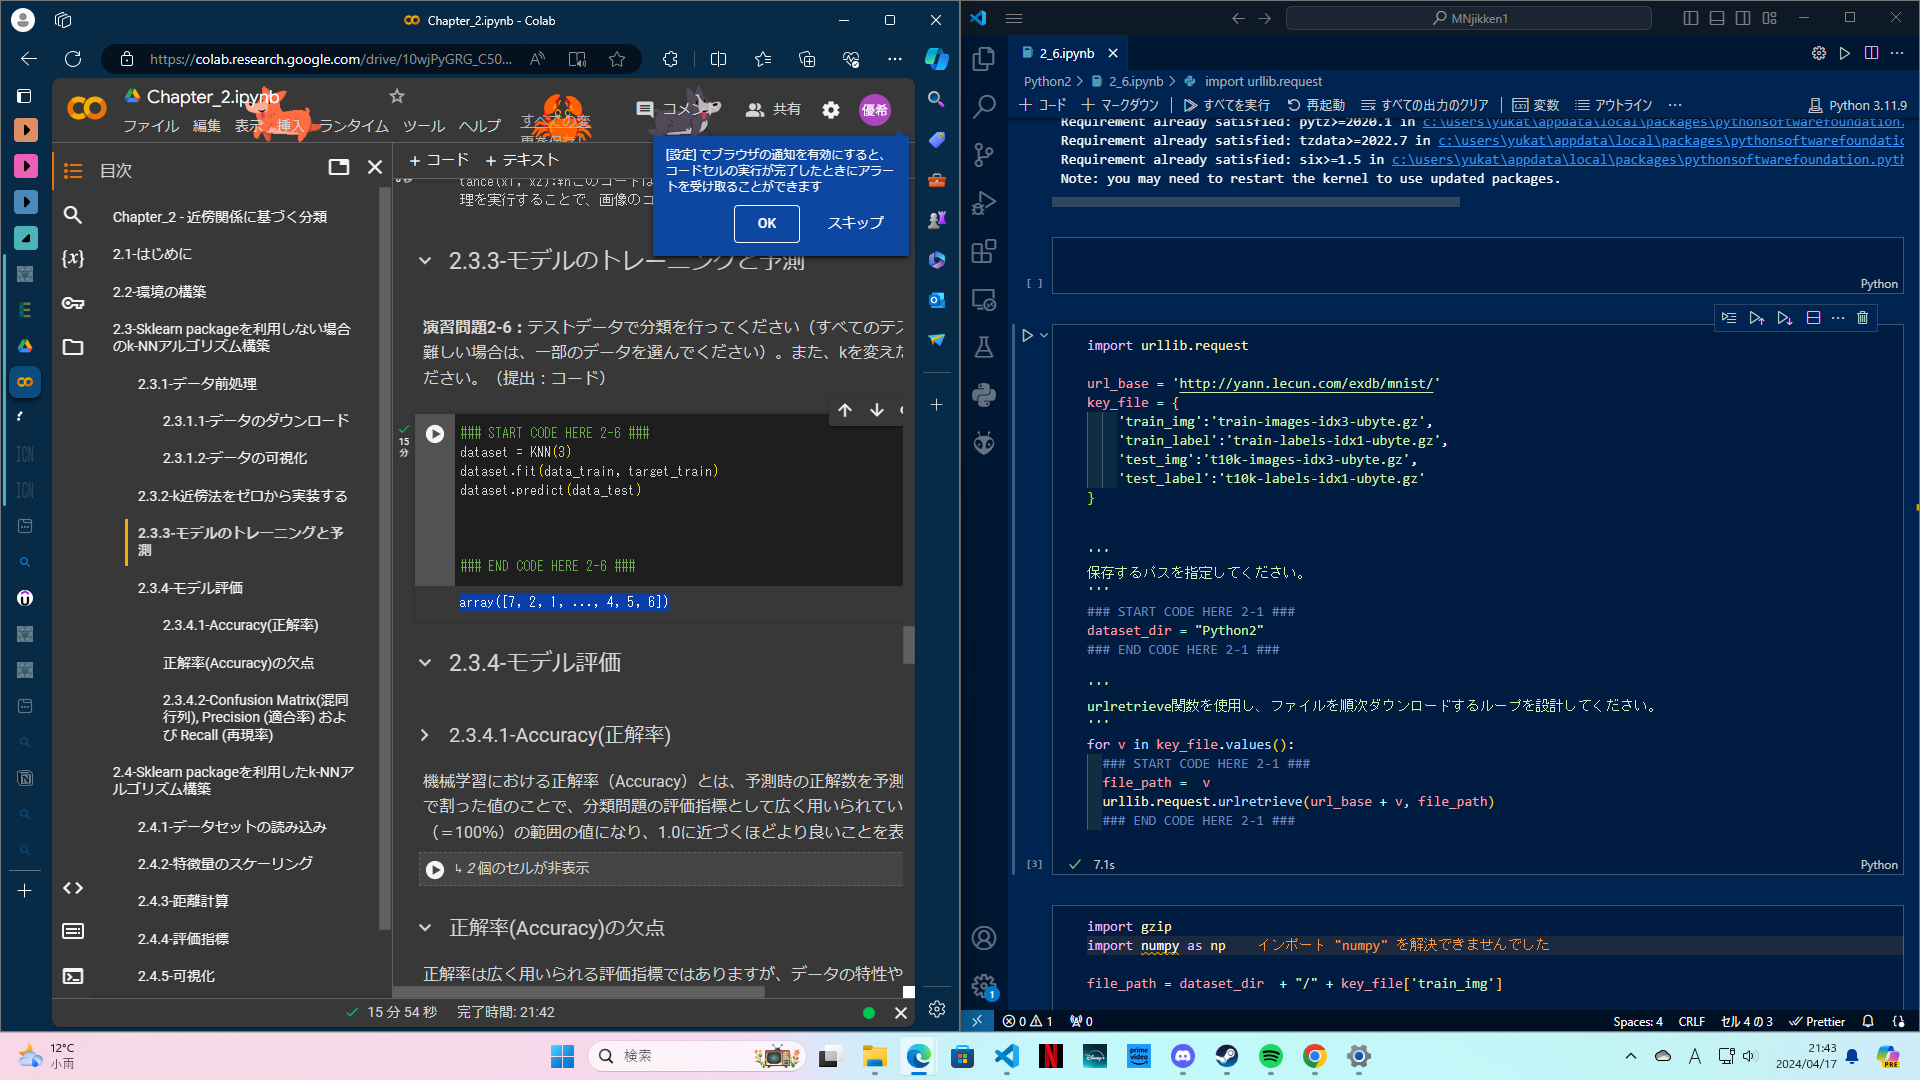 Chapter_2.ipynb - Colab
https://colab.research.google.com/drive/10wjPyGRG_C50...
Chapter_2.ipynb
コメント
共有
優希
ファイル 編集 表示 挿入 ランタイム ツール ヘルプ
+ コード + テキスト
[設定] でブラウザの通知を有効にすると、
コードセルの実行が完了したときにアラー
トを受け取ることができます
OK
スキップ
目次
Chapter_2 - 近傍関係に基づく分類
2.1-はじめに
2.2-環境の構築
2.3-Sklearn packageを利用しない場合
のk-NNアルゴリズム構築
2.3.1-データ前処理
2.3.1.1-データのダウンロード
2.3.1.2-データの可視化
2.3.2-k近傍法をゼロから実装する
2.3.3-モデルのトレーニングと予
測
2.3.4-モデル評価
2.3.4.1-Accuracy(正解率)
正解率(Accuracy)の欠点
2.3.4.2-Confusion Matrix(混同
行列), Precision (適合率) およ
び Recall (再現率)
2.4-Sklearn packageを利用したk-NNア
ルゴリズム構築
2.4.1-データセットの読み込み
2.4.2-特徴量のスケーリング
2.4.3-距離計算
2.4.4-評価指標
2.4.5-可視化
理を実行することで、画像のコ
2.3.3-モデルのトレーニングと予測
演習問題2-6：テストデータで分類を行ってください（すべてのテス
難しい場合は、一部のデータを選んでください）。また、kを変えた
ださい。（提出：コード）
15
分
### START CODE HERE 2-6 ###
dataset = KNN(3)
dataset.fit(data_train, target_train)
dataset.predict(data_test)
### END CODE HERE 2-6 ###
array([7, 2, 1, ..., 4, 5, 6])
2.3.4-モデル評価
2.3.4.1-Accuracy(正解率)
機械学習における正解率（Accuracy）とは、予測時の正解数を予測
で割った値のことで、分類問題の評価指標として広く用いられてい
（＝100%）の範囲の値になり、1.0に近づくほどより良いことを表
↳ 2 個のセルが非表示
正解率(Accuracy)の欠点
正解率は広く用いられる評価指標ではありますが、データの特性や
15 分 54 秒 完了時間: 21:42
MNjikken1
2_6.ipynb
Python2 > 2_6.ipynb > import urllib.request
+ コード + マークダウン すべてを実行 再起動 すべての出力のクリア 変数 アウトライン ... Python 3.11.9
Requirement already satisfied: pytz>=2020.1 in c:\users\yukat\appdata\local\packages\pythonsoftwarefoundation.
Requirement already satisfied: tzdata>=2022.7 in c:\users\yukat\appdata\local\packages\pythonsoftwarefoundatio
Requirement already satisfied: six>=1.5 in c:\users\yukat\appdata\local\packages\pythonsoftwarefoundation.pyth
Note: you may need to restart the kernel to use updated packages.
[ ]
Python
import urllib.request
url_base = 'http://yann.lecun.com/exdb/mnist/'
key_file = {
'train_img':'train-images-idx3-ubyte.gz',
'train_label':'train-labels-idx1-ubyte.gz',
'test_img':'t10k-images-idx3-ubyte.gz',
'test_label':'t10k-labels-idx1-ubyte.gz'
}
'''
保存するパスを指定してください。
'''
### START CODE HERE 2-1 ###
dataset_dir = "Python2"
### END CODE HERE 2-1 ###
'''
urlretrieve関数を使用し、ファイルを順次ダウンロードするループを設計してください。
'''
for v in key_file.values():
### START CODE HERE 2-1 ###
file_path =  v
urllib.request.urlretrieve(url_base + v, file_path)
### END CODE HERE 2-1 ###
[3] 7.1s
Python
import gzip
import numpy as np インポート "numpy" を解決できませんでした
file_path = dataset_dir  + "/" + key_file['train_img']
0 1 0
Spaces: 4 CRLF セル 4 の 3 Prettier
12°C
小雨
検索
A
21:43
2024/04/17